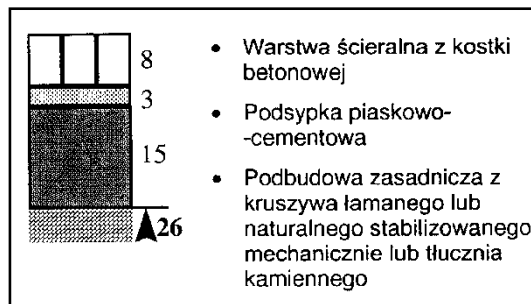 8
3
15
26
• Warstwa ścieralna z kostki
betonowej
• Podsypka piaskowo-
-cementowa
• Podbudowa zasadnicza z
kruszywa łamanego lub
naturalnego stabilizowanego
mechanicznie lub tłucznia
kamiennego